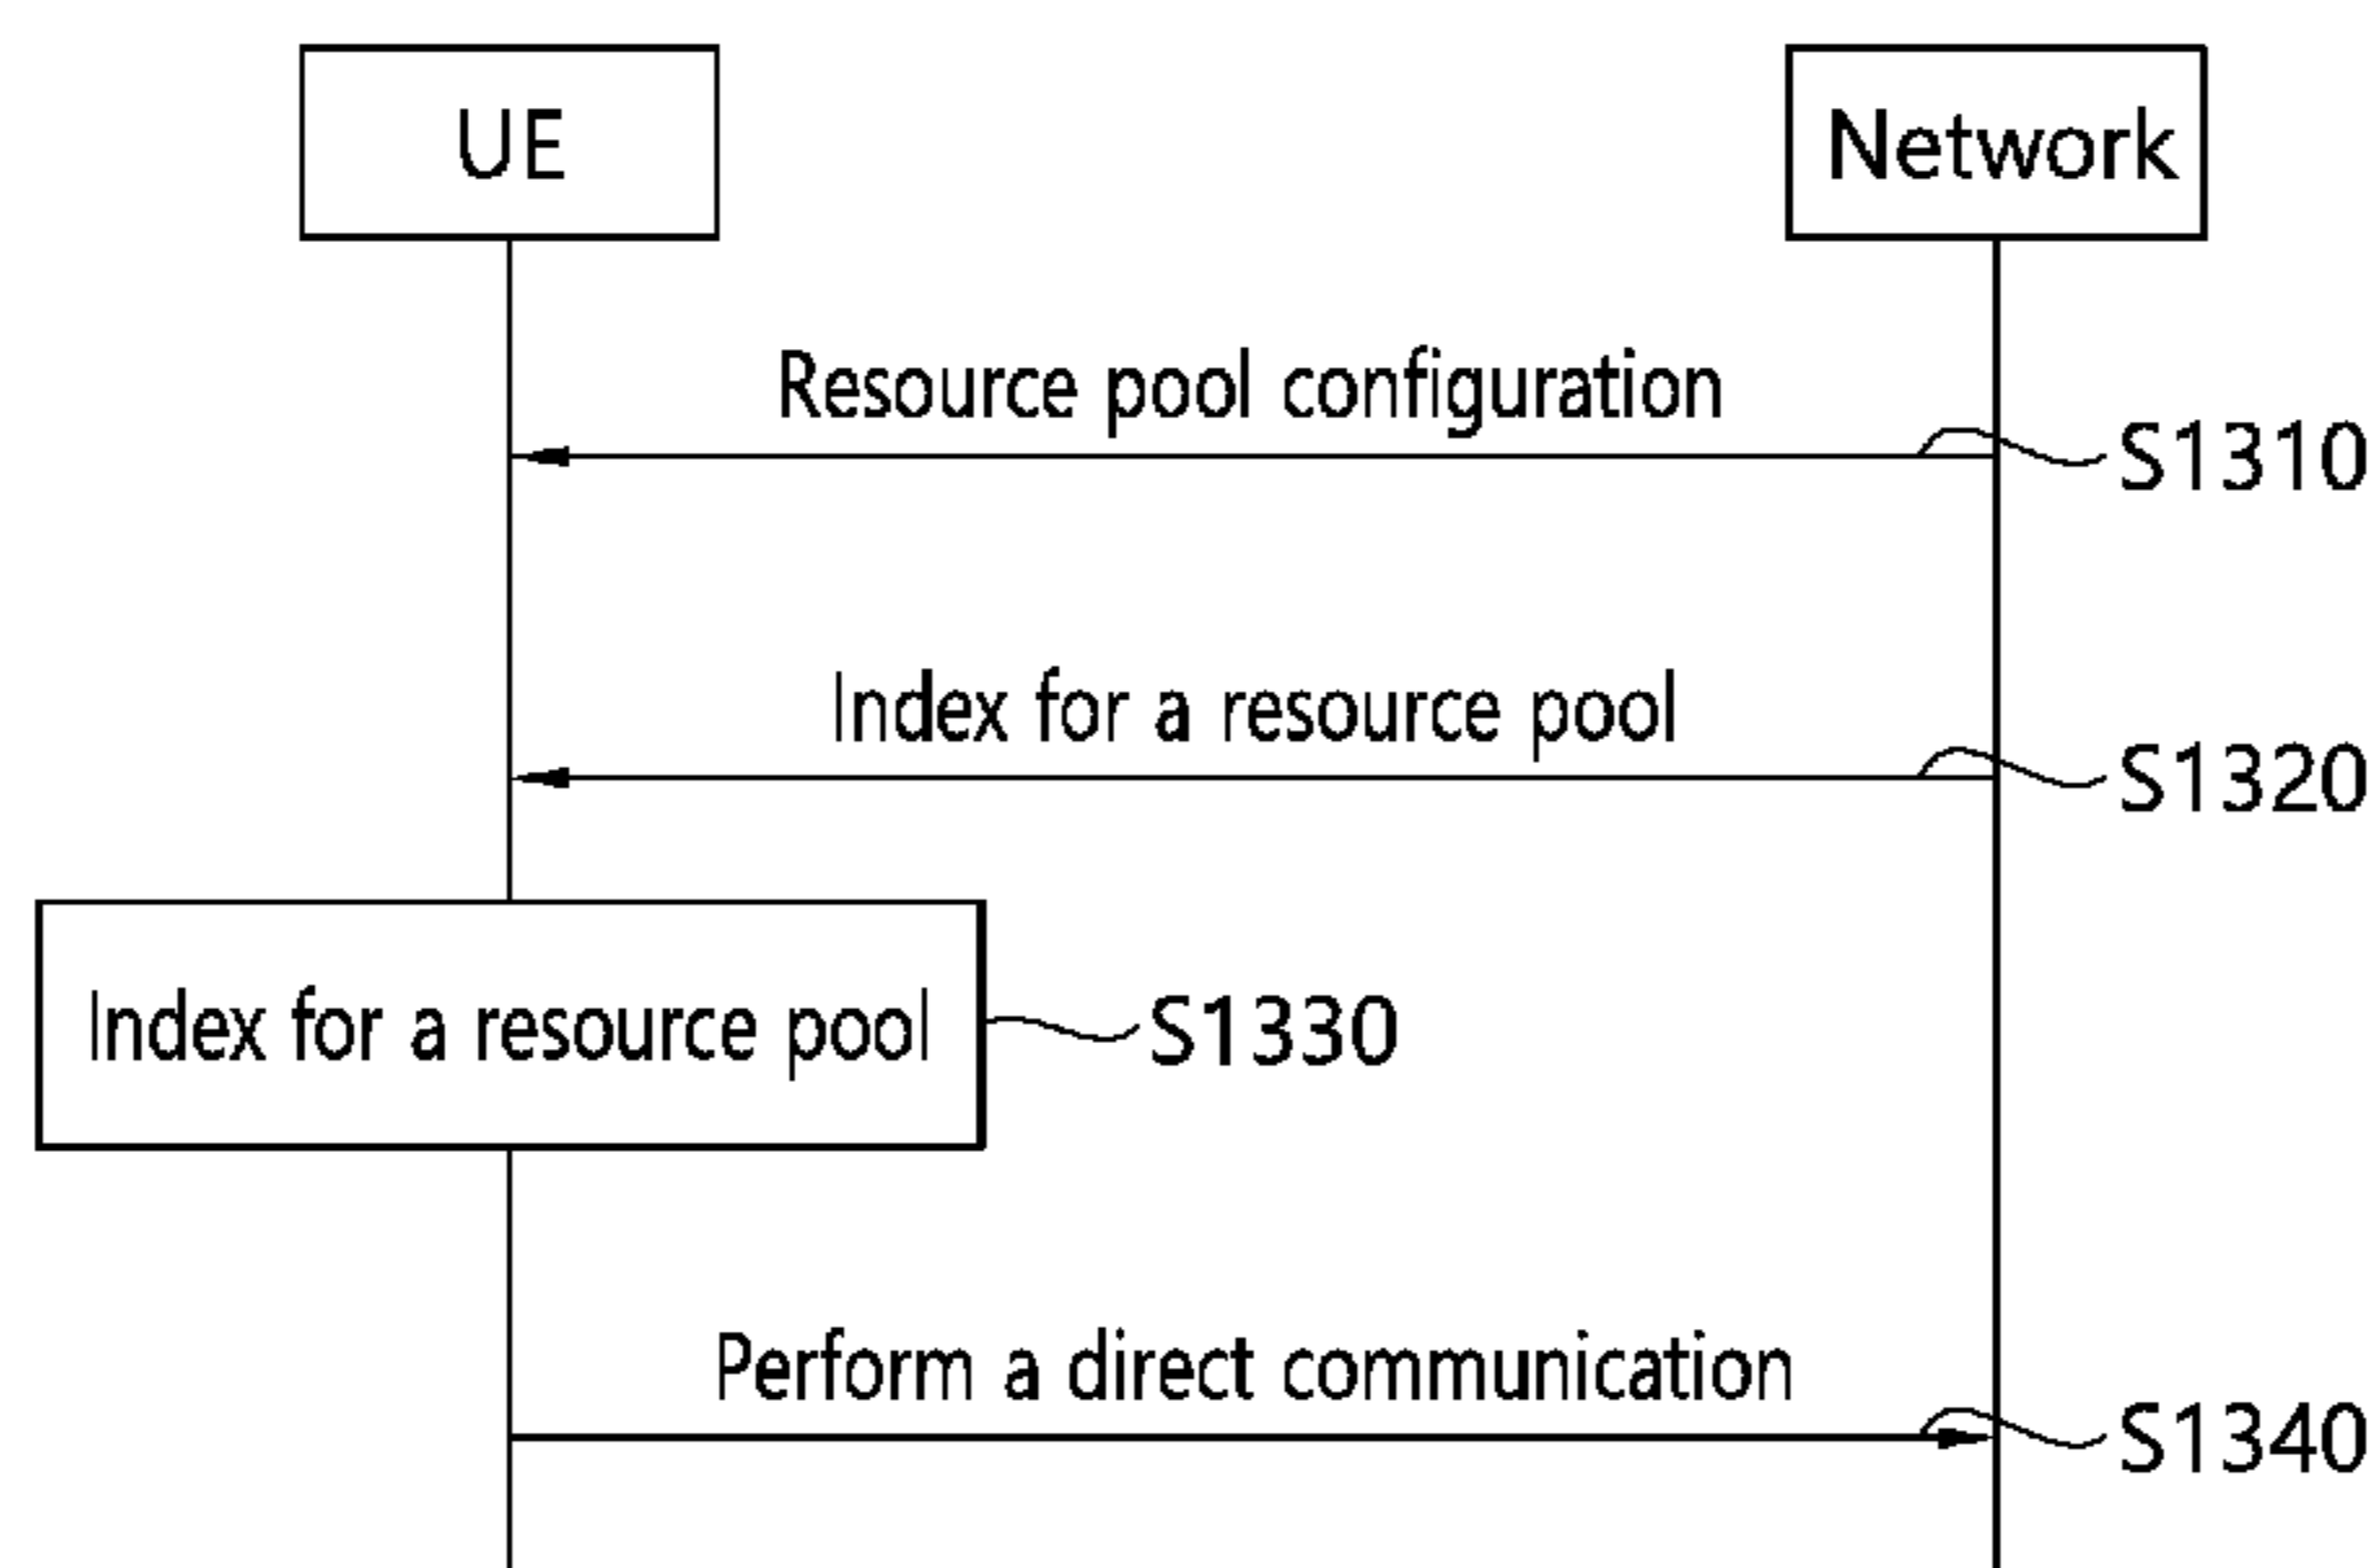 UE
Network
Resource pool configuration
S1310
Index for a resource pool
S1320
Index for a resource pool
S1330
Perform a direct communication
S1340